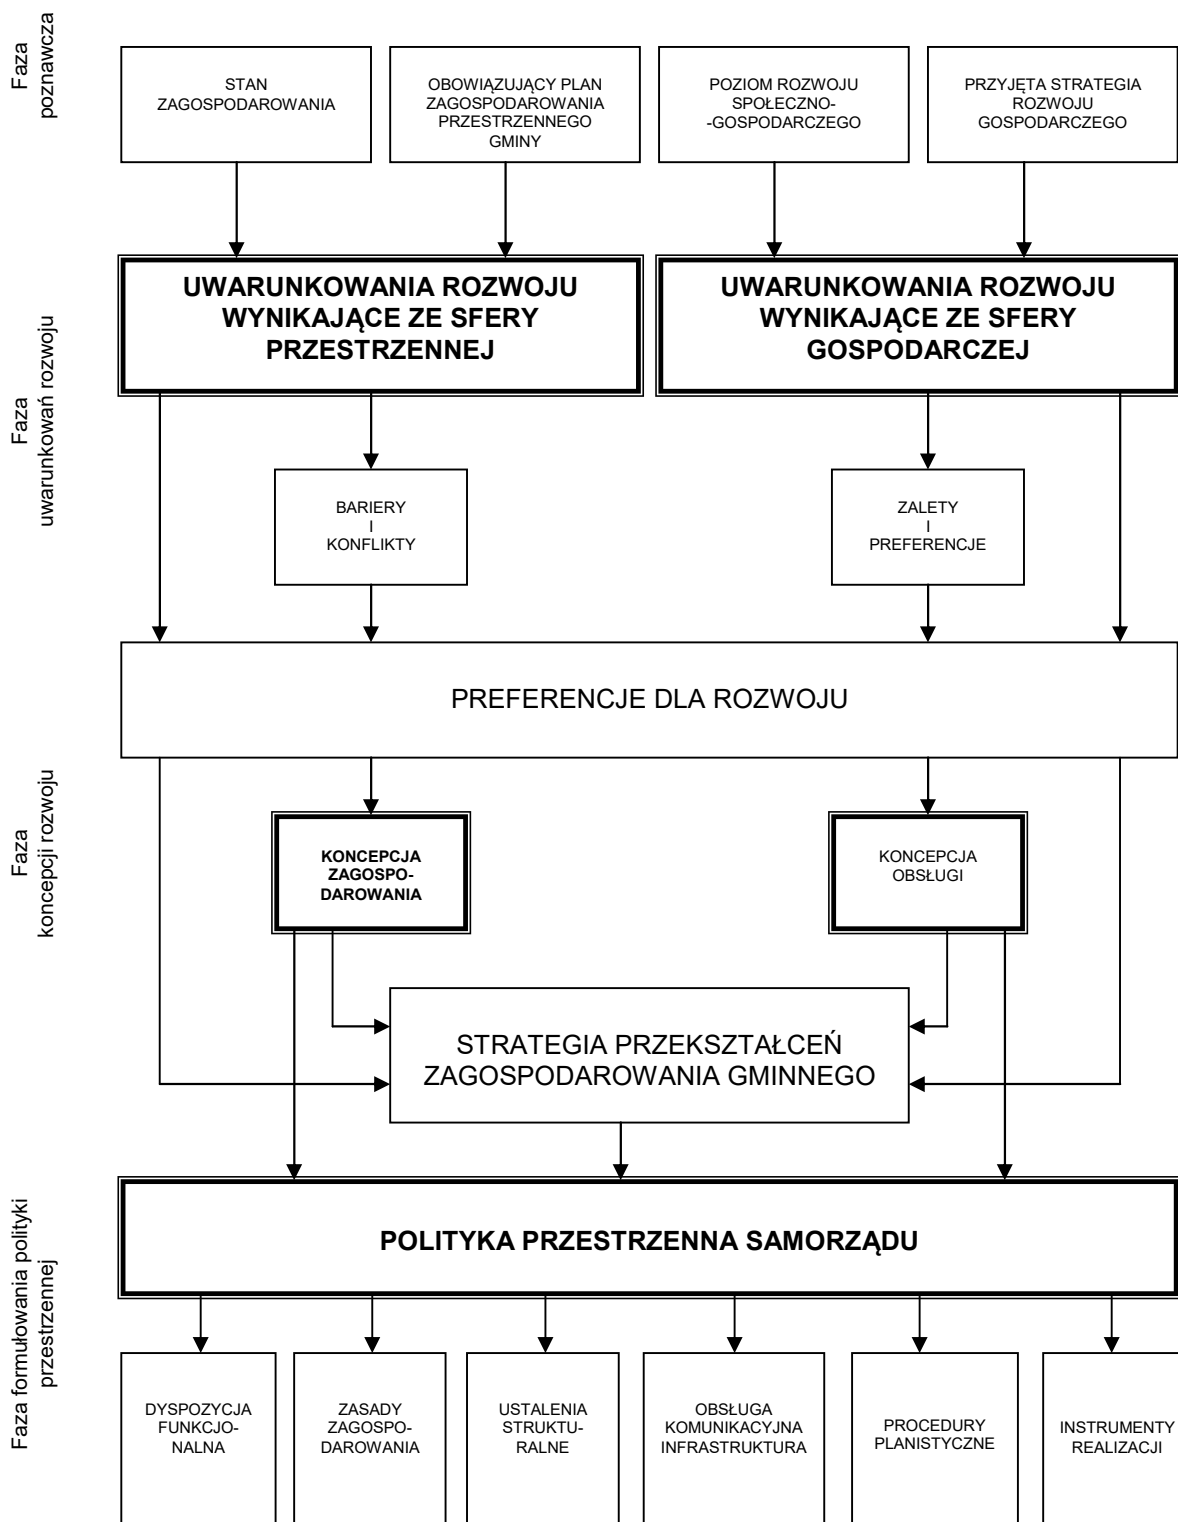 Faza
poznawcza
STAN
ZAGOSPODAROWANIA
OBOWIĄZUJĄCY PLAN
ZAGOSPODAROWANIA
PRZESTRZENNEGO
GMINY
POZIOM ROZWOJU
SPOŁECZNO-
-GOSPODARCZEGO
PRZYJĘTA STRATEGIA
ROZWOJU
GOSPODARCZEGO
Faza
uwarunkowań rozwoju
UWARUNKOWANIA ROZWOJU
WYNIKAJĄCE ZE SFERY
PRZESTRZENNEJ
UWARUNKOWANIA ROZWOJU
WYNIKAJĄCE ZE SFERY
GOSPODARCZEJ
BARIERY
I
KONFLIKTY
ZALETY
I
PREFERENCJE
PREFERENCJE DLA ROZWOJU
Faza
koncepcji rozwoju
KONCEPCJA
ZAGOSPO-
DAROWANIA
KONCEPCJA
OBSŁUGI
STRATEGIA PRZEKSZTAŁCEŃ
ZAGOSPODAROWANIA GMINNEGO
Faza formułowania polityki
przestrzennej
POLITYKA PRZESTRZENNA SAMORZĄDU
DYSPOZYCJA
FUNKCJO-
NALNA
ZASADY
ZAGOSPO-
DAROWANIA
USTALENIA
STRUKTU-
RALNE
OBSŁUGA
KOMUNIKACYJNA
INFRASTRUKTURA
PROCEDURY
PLANISTYCZNE
INSTRUMENTY
REALIZACJI